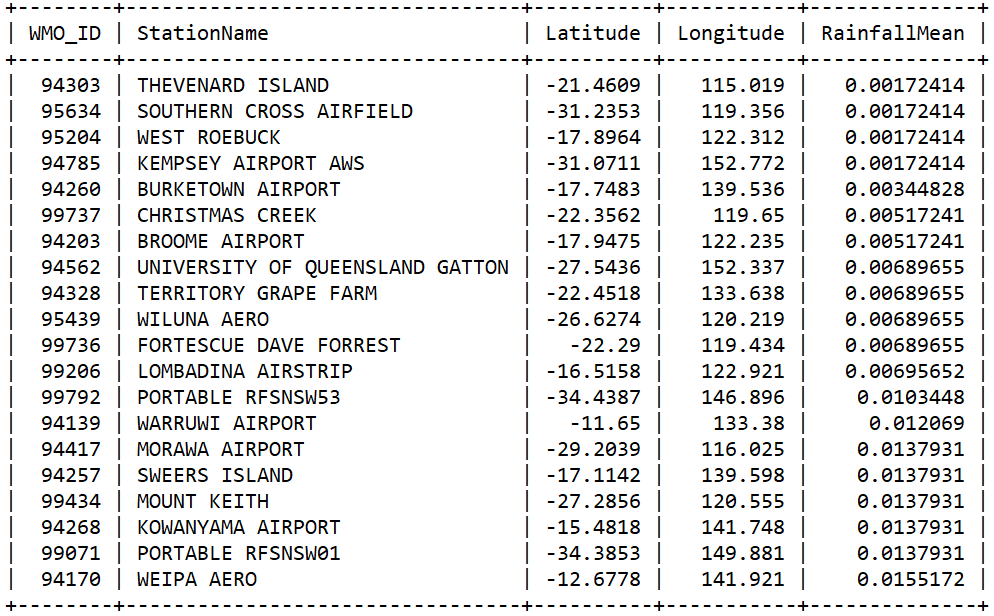 +--------+---------------------------------+----------+-----------+--------------+
| WMO_ID | StationName                     | Latitude | Longitude | RainfallMean |
+--------+---------------------------------+----------+-----------+--------------+
|  94303 | THEVENARD ISLAND                | -21.4609 |   115.019 |   0.00172414 |
|  95634 | SOUTHERN CROSS AIRFIELD         | -31.2353 |   119.356 |   0.00172414 |
|  95204 | WEST ROEBUCK                    | -17.8964 |   122.312 |   0.00172414 |
|  94785 | KEMPSEY AIRPORT AWS             | -31.0711 |   152.772 |   0.00172414 |
|  94260 | BURKETOWN AIRPORT               | -17.7483 |   139.536 |   0.00344828 |
|  99737 | CHRISTMAS CREEK                 | -22.3562 |    119.65 |   0.00517241 |
|  94203 | BROOME AIRPORT                  | -17.9475 |   122.235 |   0.00517241 |
|  94562 | UNIVERSITY OF QUEENSLAND GATTON | -27.5436 |   152.337 |   0.00689655 |
|  94328 | TERRITORY GRAPE FARM            | -22.4518 |   133.638 |   0.00689655 |
|  95439 | WILUNA AERO                     | -26.6274 |   120.219 |   0.00689655 |
|  99736 | FORTESCUE DAVE FORREST          |   -22.29 |   119.434 |   0.00689655 |
|  99206 | LOMBADINA AIRSTRIP              | -16.5158 |   122.921 |   0.00695652 |
|  99792 | PORTABLE RFSNSW53               | -34.4387 |   146.896 |    0.0103448 |
|  94139 | WARRUWI AIRPORT                 |   -11.65 |    133.38 |     0.012069 |
|  94417 | MORAWA AIRPORT                  | -29.2039 |   116.025 |    0.0137931 |
|  94257 | SWEERS ISLAND                   | -17.1142 |   139.598 |    0.0137931 |
|  99434 | MOUNT KEITH                     | -27.2856 |   120.555 |    0.0137931 |
|  94268 | KOWANYAMA AIRPORT               | -15.4818 |   141.748 |    0.0137931 |
|  99071 | PORTABLE RFSNSW01               | -34.3853 |   149.881 |    0.0137931 |
|  94170 | WEIPA AERO                      | -12.6778 |   141.921 |    0.0155172 |
+--------+---------------------------------+----------+-----------+--------------+